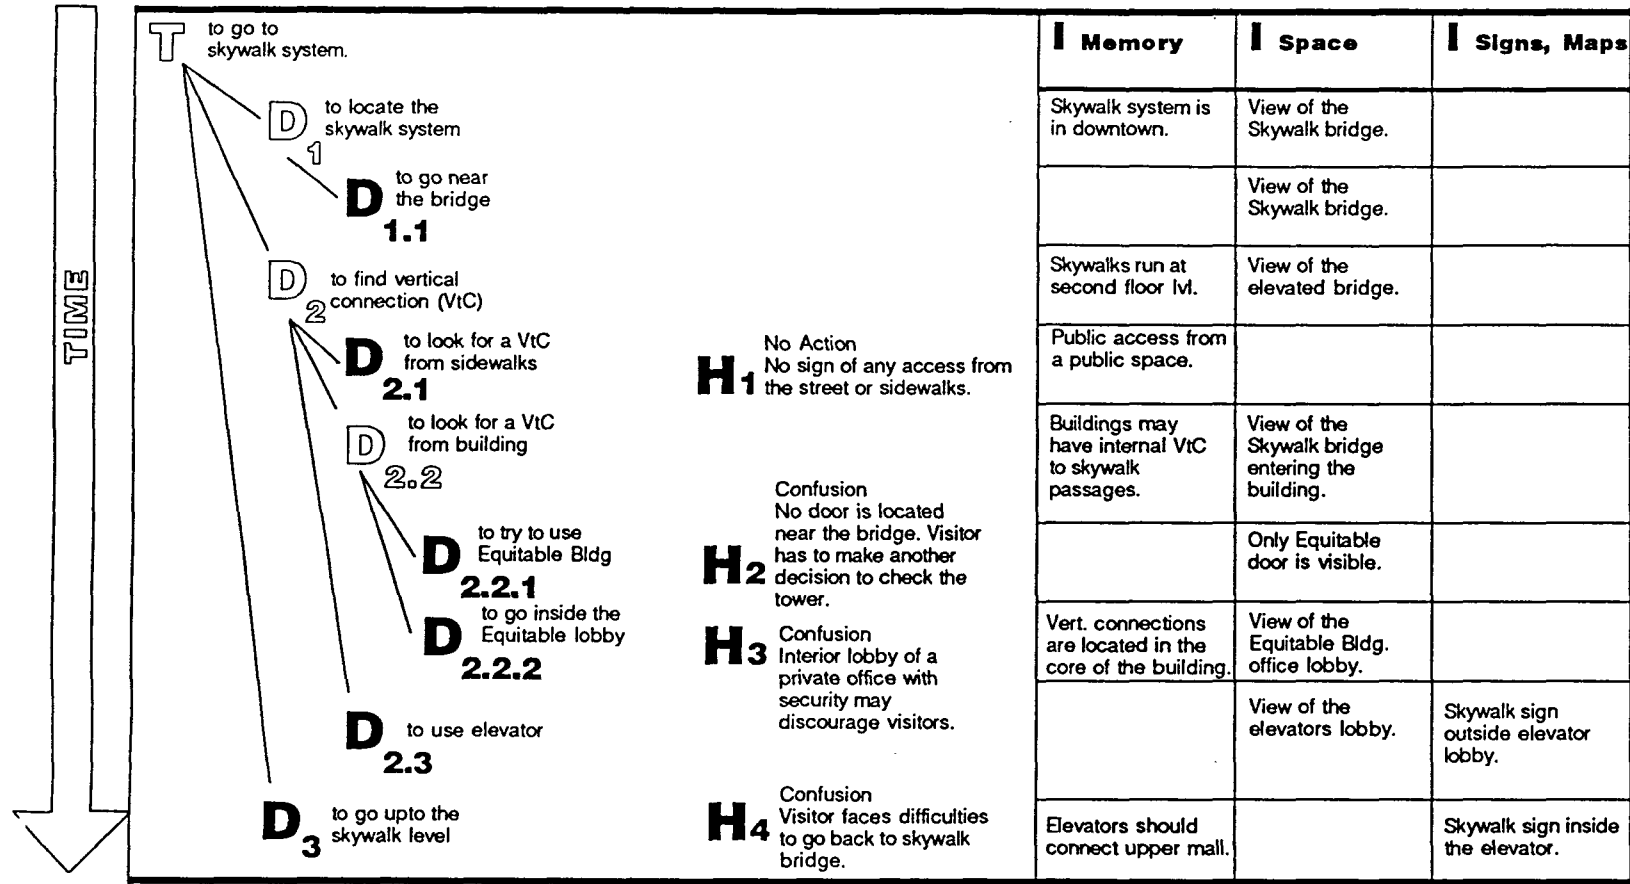 TIME
T to go to
skywalk system.
D1 to locate the
skywalk system
D1.1 to go near
the bridge
D2 to find vertical
connection (VtC)
D2.1 to look for a VtC
from sidewalks
D2.2 to look for a VtC
from building
D2.2.1 to try to use
Equitable Bldg
D2.2.2 to go inside the
Equitable lobby
D2.3 to use elevator
D3 to go upto the
skywalk level
H1 No Action
No sign of any access from
the street or sidewalks.
H2 Confusion
No door is located
near the bridge. Visitor
has to make another
decision to check the
tower.
H3 Confusion
Interior lobby of a
private office with
security may
discourage visitors.
H4 Confusion
Visitor faces difficulties
to go back to skywalk
bridge.
I Memory
Skywalk system is
in downtown.
Skywalks run at
second floor lvl.
Public access from
a public space.
Buildings may
have internal VtC
to skywalk
passages.
Vert. connections
are located in the
core of the building.
Elevators should
connect upper mall.
I Space
View of the
Skywalk bridge.
View of the
Skywalk bridge.
View of the
elevated bridge.
View of the
Skywalk bridge
entering the
building.
Only Equitable
door is visible.
View of the
Equitable Bldg.
office lobby.
View of the
elevators lobby.
I Signs, Maps
Skywalk sign
outside elevator
lobby.
Skywalk sign inside
the elevator.